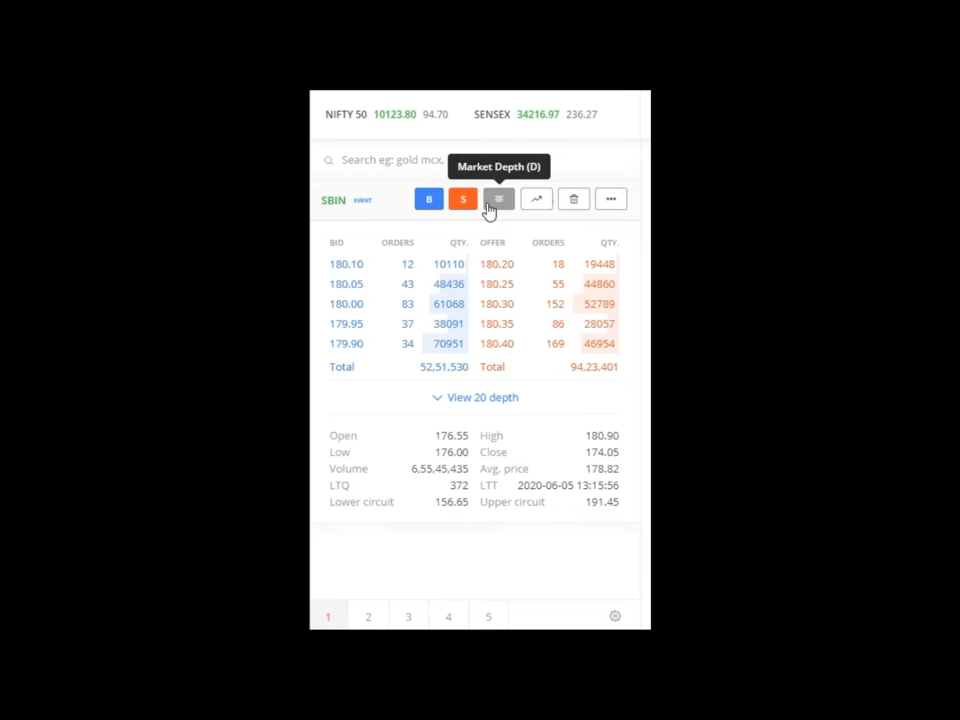 NIFTY 50 10123.80 94.70 SENSEX 34216.97 236.27
Search eg: gold mcx,
Market Depth (D)
SBIN EVENT B S
BID ORDERS QTY. OFFER ORDERS QTY.
180.10 12 10110 180.20 18 19448
180.05 43 48436 180.25 55 44860
180.00 83 61068 180.30 152 52789
179.95 37 38091 180.35 86 28057
179.90 34 70951 180.40 169 46954
Total 52,51,530 Total 94,23,401
View 20 depth
Open 176.55 High 180.90
Low 176.00 Close 174.05
Volume 6,55,45,435 Avg. price 178.82
LTQ 372 LTT 2020-06-05 13:15:56
Lower circuit 156.65 Upper circuit 191.45
1 2 3 4 5